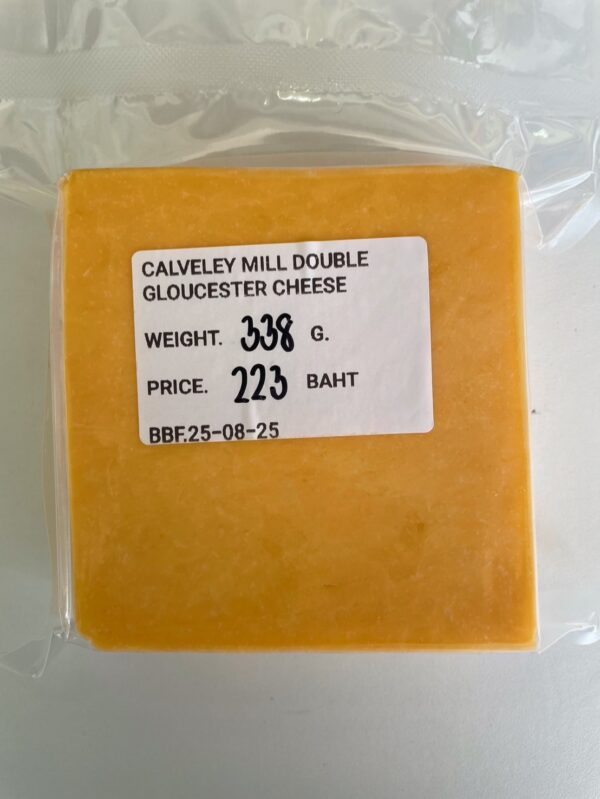 CALVELEY MILL DOUBLE
GLOUCESTER CHEESE
WEIGHT. 338 G.
PRICE. 223 BAHT
BBF.25-08-25